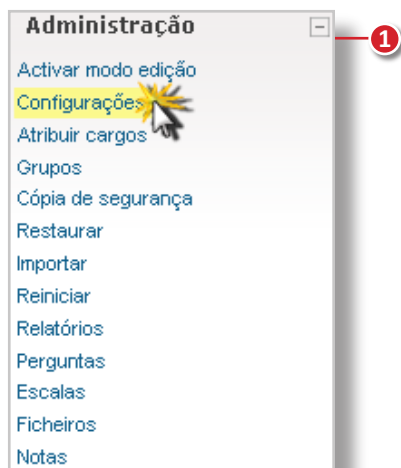 Administração
1
Activar modo edição
Configurações
Atribuir cargos
Grupos
Cópia de segurança
Restaurar
Importar
Reiniciar
Relatórios
Perguntas
Escalas
Ficheiros
Notas